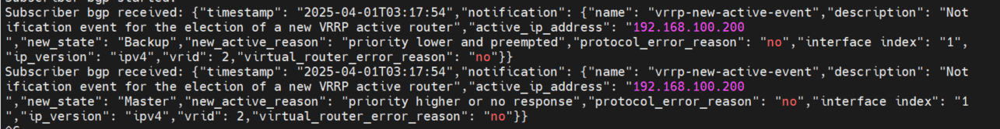 Subscriber bgp started.
Subscriber bgp received: {"timestamp": "2025-04-01T03:17:54","notification": {"name": "vrrp-new-active-event","description": "Not
ification event for the election of a new VRRP active router","active_ip_address": "192.168.100.200
","new_state": "Backup","new_active_reason": "priority lower and preempted","protocol_error_reason": "no","interface index": "1",
"ip_version": "ipv4","vrid": 2,"virtual_router_error_reason": "no"}}
Subscriber bgp received: {"timestamp": "2025-04-01T03:17:54","notification": {"name": "vrrp-new-active-event","description": "Not
ification event for the election of a new VRRP active router","active_ip_address": "192.168.100.200
","new_state": "Master","new_active_reason": "priority higher or no response","protocol_error_reason": "no","interface index": "1
","ip_version": "ipv4","vrid": 2,"virtual_router_error_reason": "no"}}